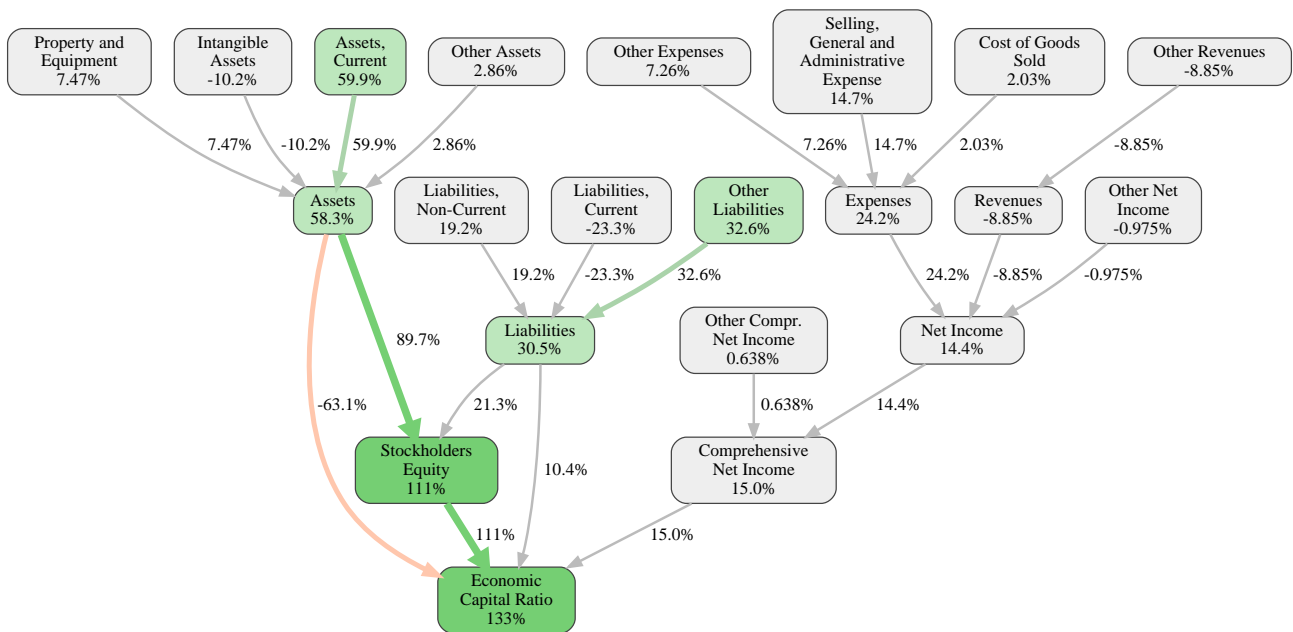 Property and
Equipment
7.47%
Intangible
Assets
-10.2%
Assets,
Current
59.9%
Other Assets
2.86%
Other Expenses
7.26%
Selling,
General and
Administrative
Expense
14.7%
Cost of Goods
Sold
2.03%
Other Revenues
-8.85%
7.47%
-10.2%
59.9%
2.86%
7.26%
14.7%
2.03%
-8.85%
Assets
58.3%
Liabilities,
Non-Current
19.2%
Liabilities,
Current
-23.3%
Other
Liabilities
32.6%
Expenses
24.2%
Revenues
-8.85%
Other Net
Income
-0.975%
19.2%
-23.3%
32.6%
24.2%
-8.85%
-0.975%
89.7%
Liabilities
30.5%
Other Compr.
Net Income
0.638%
Net Income
14.4%
-63.1%
21.3%
0.638%
14.4%
Stockholders
Equity
111%
10.4%
Comprehensive
Net Income
15.0%
111%
15.0%
Economic
Capital Ratio
133%